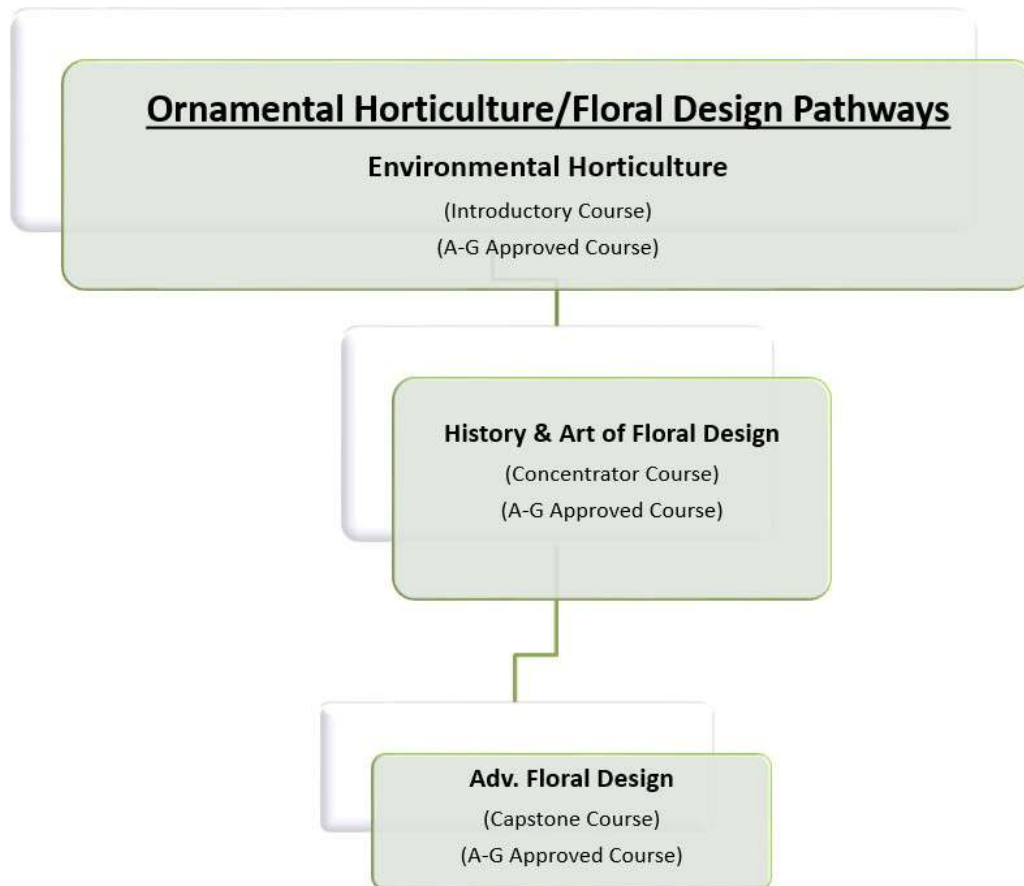 Ornamental Horticulture/Floral Design Pathways
Environmental Horticulture
(Introductory Course)
(A-G Approved Course)
History & Art of Floral Design
(Concentrator Course)
(A-G Approved Course)
Adv. Floral Design
(Capstone Course)
(A-G Approved Course)